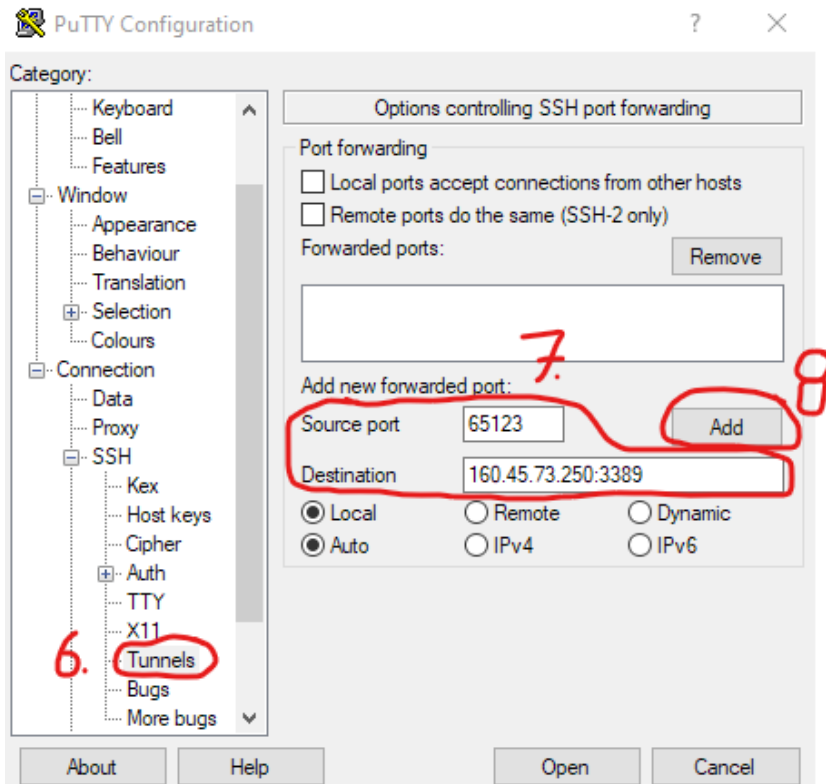 PuTTY Configuration
?
Category:
Keyboard
Bell
Features
Window
Appearance
Behaviour
Translation
Selection
Colours
Connection
Data
Proxy
SSH
Kex
Host keys
Cipher
Auth
TTY
X11
6.
Tunnels
Bugs
More bugs
Options controlling SSH port forwarding
Port forwarding
Local ports accept connections from other hosts
Remote ports do the same (SSH-2 only)
Forwarded ports:
Remove
7.
Add new forwarded port:
8
Source port 65123 Add
Destination 160.45.73.250:3389
Local Remote Dynamic
Auto IPv4 IPv6
About Help Open Cancel